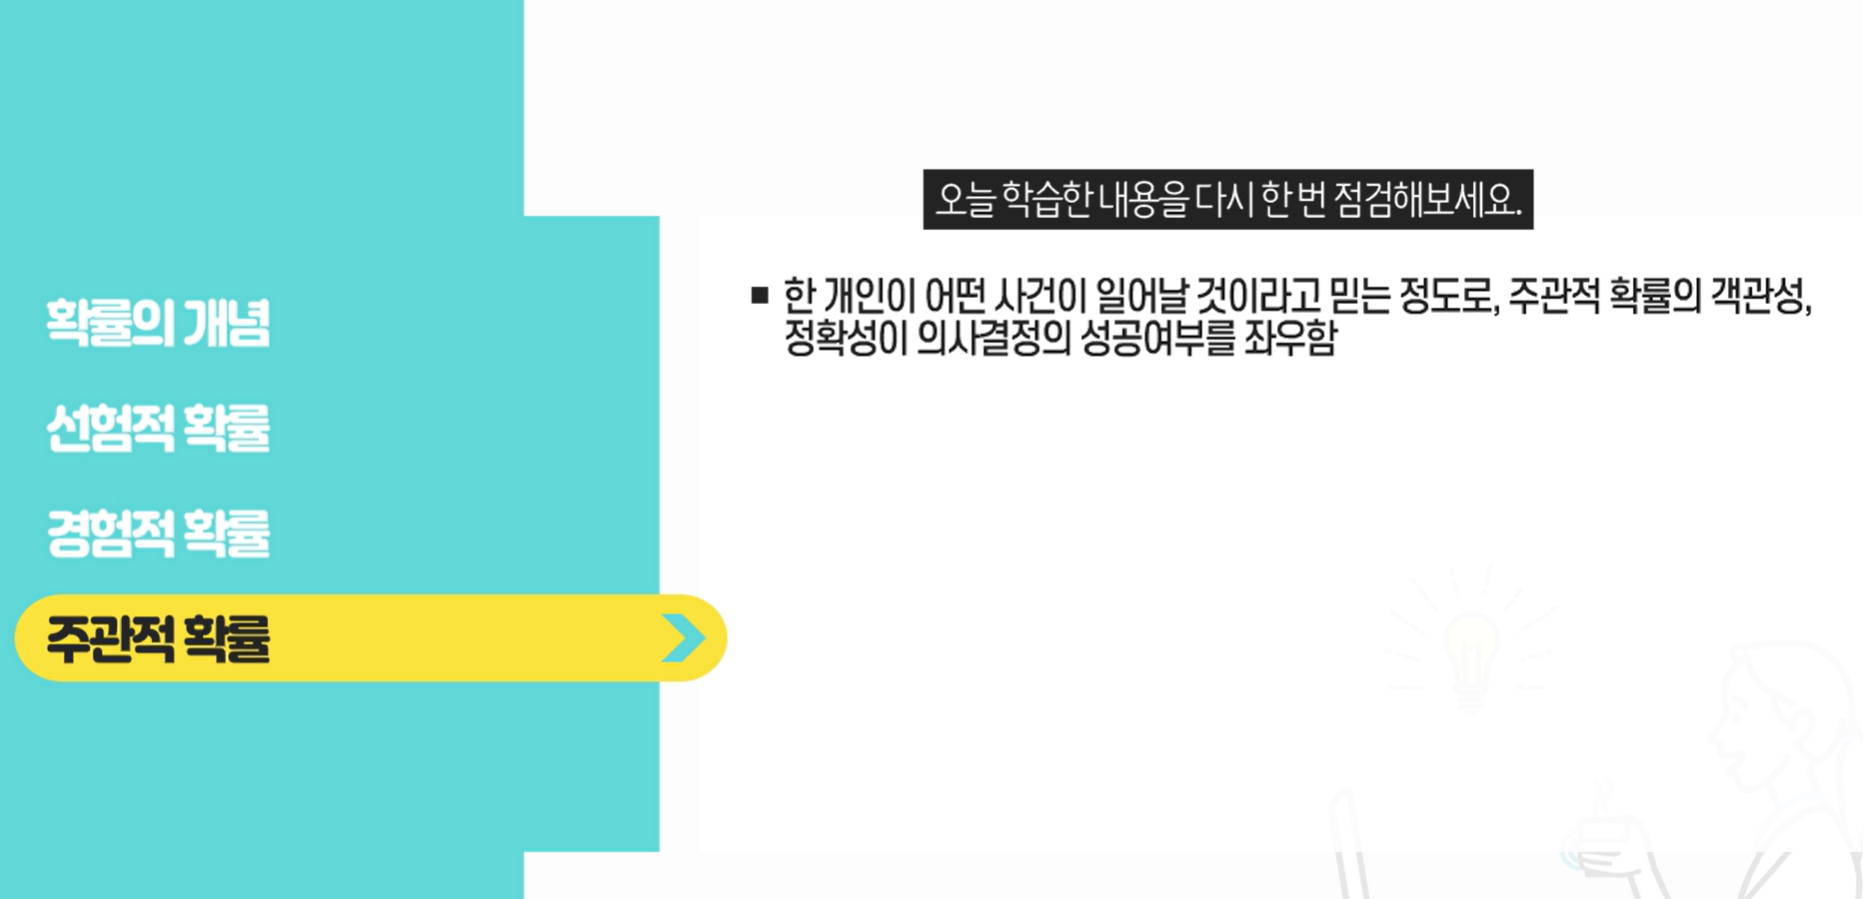 확률의 개념
선험적 확률
경험적 확률
주관적 확률
오늘 학습한 내용을 다시 한 번 점검해보세요.
■ 한 개인이 어떤 사건이 일어날 것이라고 믿는 정도로, 주관적 확률의 객관성,
정확성이 의사결정의 성공여부를 좌우함